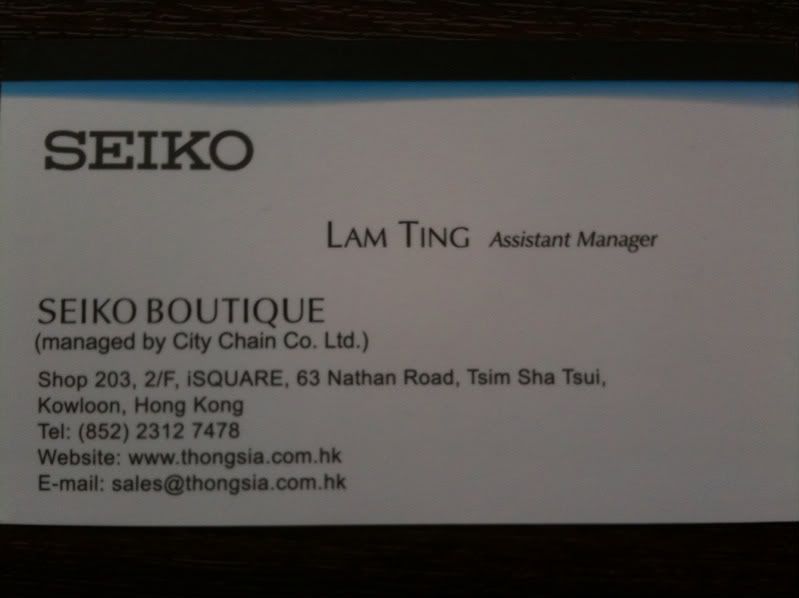 SEIKO
LAM TING Assistant Manager
SEIKO BOUTIQUE
(managed by City Chain Co. Ltd.)
Shop 203, 2/F, iSQUARE, 63 Nathan Road, Tsim Sha Tsui,
Kowloon, Hong Kong
Tel: (852) 2312 7478
Website: www.thongsia.com.hk
E-mail: sales@thongsia.com.hk